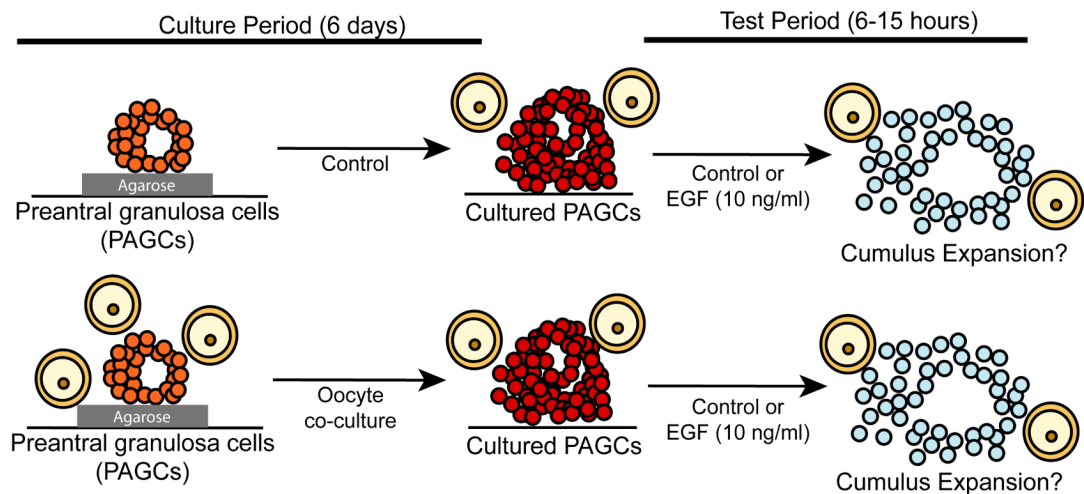 Culture Period (6 days)
Test Period (6-15 hours)
Agarose
Preantral granulosa cells
(PAGCs)
Control
Cultured PAGCs
Control or
EGF (10 ng/ml)
Cumulus Expansion?
Agarose
Preantral granulosa cells
(PAGCs)
Oocyte
co-culture
Cultured PAGCs
Control or
EGF (10 ng/ml)
Cumulus Expansion?